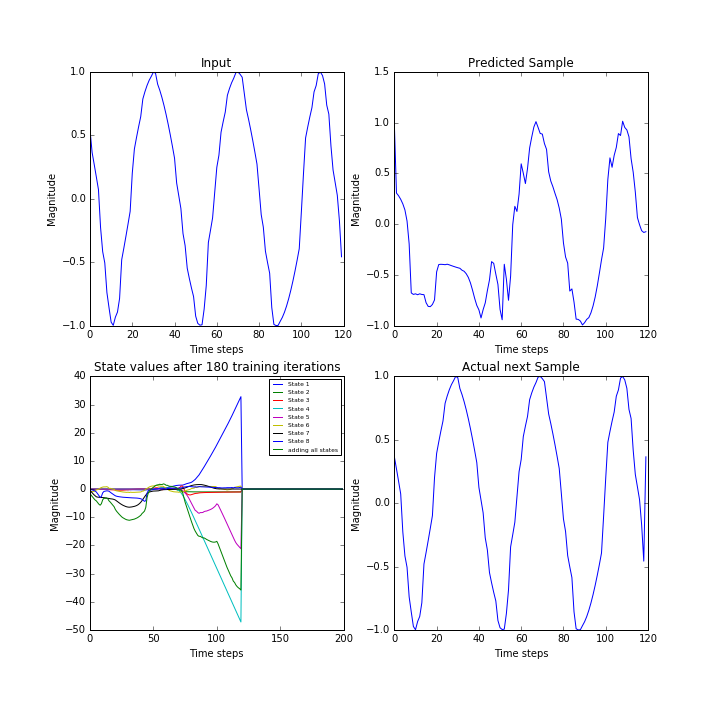 Input
Magnitude
1.0
0.5
0.0
−0.5
−1.0
0 20 40 60 80 100 120
Time steps
Predicted Sample
Magnitude
1.5
1.0
0.5
0.0
−0.5
−1.0
0 20 40 60 80 100 120
Time steps
State values after 180 training iterations
Magnitude
40
30
20
10
0
−10
−20
−30
−40
−50
0 50 100 150 200
Time steps
State 1
State 2
State 3
State 4
State 5
State 6
State 7
State 8
adding all states
Actual next Sample
Magnitude
1.0
0.5
0.0
−0.5
−1.0
0 20 40 60 80 100 120
Time steps